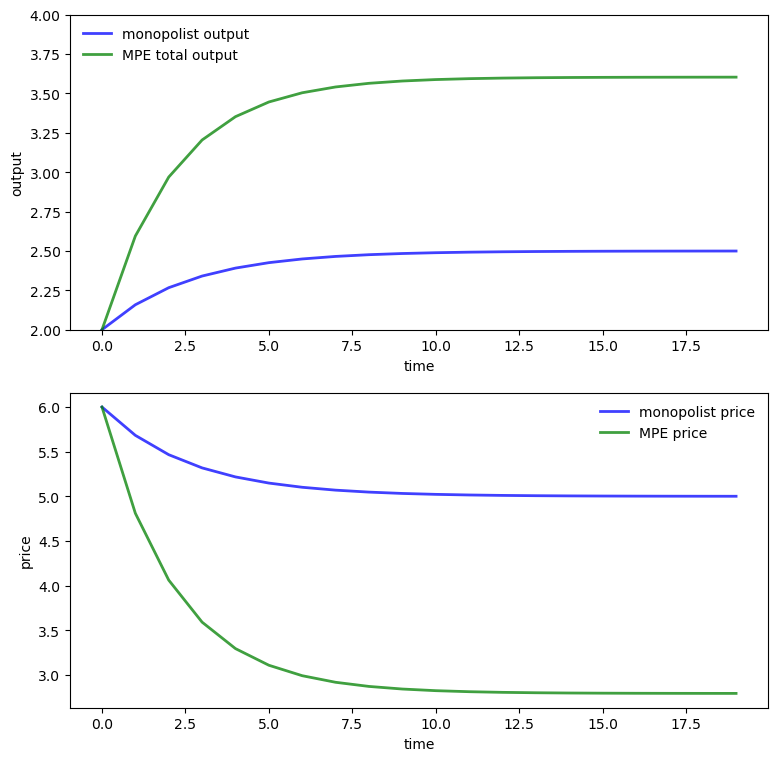 monopolist output
MPE total output
4.00
3.75
3.50
3.25
3.00
2.75
2.50
2.25
2.00
output
0.0 2.5 5.0 7.5 10.0 12.5 15.0 17.5
time
monopolist price
MPE price
6.0
5.5
5.0
4.5
4.0
3.5
3.0
price
0.0 2.5 5.0 7.5 10.0 12.5 15.0 17.5
time